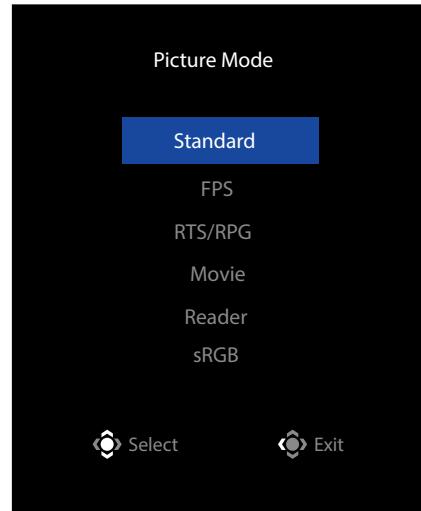 Picture Mode
Standard
FPS
RTS/RPG
Movie
Reader
sRGB
Select Exit